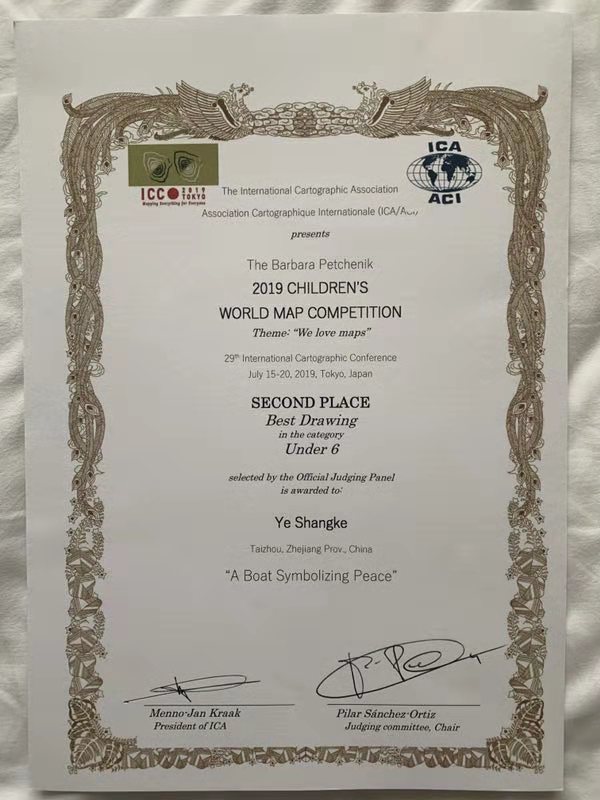 ICC 2019 TOKYO
Mapping Everything for Everyone
ICA
ACI
The International Cartographic Association
Association Cartographique Internationale (ICA/ACI)
presents
The Barbara Petchenik
2019 CHILDREN'S
WORLD MAP COMPETITION
Theme: "We love maps"
29th International Cartographic Conference
July 15-20, 2019, Tokyo, Japan
SECOND PLACE
Best Drawing
in the category
Under 6
selected by the Official Judging Panel
is awarded to:
Ye Shangke
Taizhou, Zhejiang Prov., China
"A Boat Symbolizing Peace"
Menno-Jan Kraak
President of ICA
Pilar Sánchez-Ortiz
Judging committee, Chair